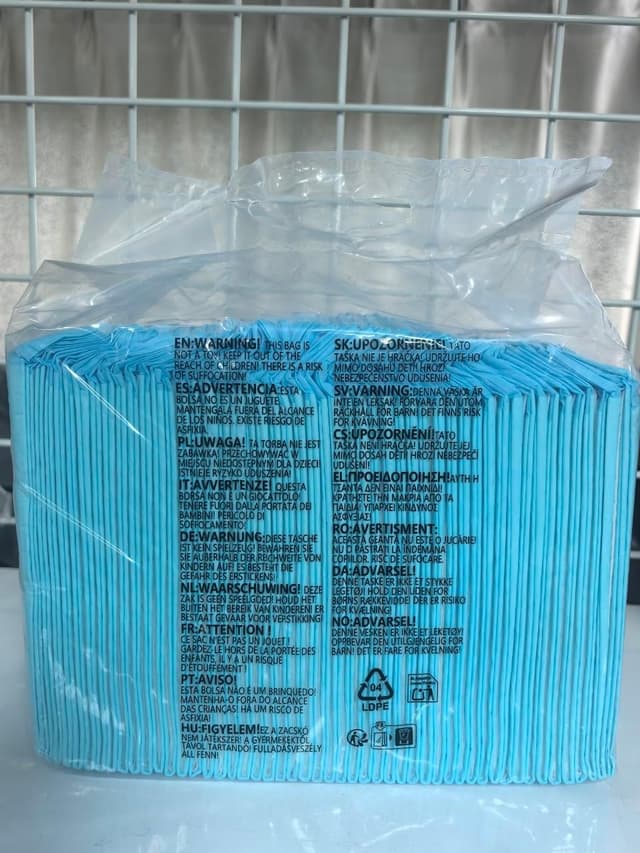 EN:WARNING! THIS BAG IS
NOT A TOY! KEEP IT OUT OF THE
REACH OF CHILDREN! THERE IS A RISK
OF SUFFOCATION!
ES:ADVERTENCIA:ESTA
BOLSA NO ES UN JUGUETE,
MANTENGALA FUERA DEL ALCANCE
DE LOS NINOS. EXISTE RIESGO DE
ASFIXIA.
PL:UWAGA! TA TORBA NIE JEST
ZABAWKĄ! PRZECHOWYWAĆ W
MIEJSCU NIEDOSTĘPNYM DLA DZIECI!
STNIEJE RYZYKO UDUSZENIA!
IT:AVVERTENZE! QUESTA
BORSA NON È UN GIOCATTOLO!
TENERE FUORI DALLA PORTATA DEI
BAMBINI! PERICOLO DI
SOFFOCAMENTO
DE:WARNUNG:DIESE TASCHE
IST KEIN SPIELZEUG! BEWAHREN SIE
SIE AUßERHALB DER REICHWEITE VON
KINDERN AUF! ES BESTEHT DIE
GEFAHR DES ERSTICKENS!
NL:WAARSCHUWING! DEZE
ZAK IS GEEN SPEELGOED! HOUD HET
BUITEN HET BEREIK VAN KINDEREN! ER
BESTAAT GEVAAR VOOR VERSTIKKING!
FR:ATTENTION !
CE SAC N'EST PAS UN JOUET !
GARDEZ-LE HORS DE LA PORTÉE DES
ENFANTS, IL Y A UN RISQUE
D'ÉTOUFFEMENT !
PT:AVISO!
ESTA BOLSA NÃO É UM BRINQUEDO!
MANTENHA-O FORA DO ALCANCE
DAS CRIANÇAS! HÁ UM RISCO DE
ASFIXIA!
HU:FIGYELEM!EZ A ZACSKÓ
NEM JÁTÉKSZER! A GYERMEKEKTŐL
TÁVOL TARTANDÓ! FULLADÁSVESZÉLY
ÁLL FENN!
SK:UPOZORNENIE! TÁTO
TAŠKA NIE JE HRAČKA! UDRŽUJTE HO
MIMO DOSAHU DETÍ! HROZÍ
NEBEZPEČENSTVO UDUSENIA!
SV:VARNING:DENNA VÄSKA ÄR
INTE EN LEKSAK! FÖRVARA DEN UTOM
RÄCKHÅLL FÖR BARN! DET FINNS RISK
FÖR KVÄVNING!
CS:UPOZORNĚNÍ!TATO
TAŠKA NENÍ HRAČKA! UDRŽUJTE JEJ
MIMO DOSAH DĚTÍ! HROZÍ NEBEZPEČÍ
UDUŠENÍ!
EL:ΠΡΟΕΙΔΟΠΟΙΗΣΗ!ΑΥΤΗ Η
ΤΣΑΝΤΑ ΔΕΝ ΕΙΝΑΙ ΠΑΙΧΝΙΔΙ!
ΚΡΑΤΗΣΤΕ ΤΗΝ ΜΑΚΡΙΑ ΑΠΟ ΤΑ
ΠΑΙΔΙΑ! ΥΠΑΡΧΕΙ ΚΙΝΔΥΝΟΣ
ΑΣΦΥΞΙΑΣ!
RO:AVERTISMENT:
ACEASTA GEANTĂ NU ESTE O JUCĂRIE!
NU O PĂSTRAȚI LA ÎNDEMÂNA
COPIILOR. RISC DE SUFOCARE.
DA:ADVARSEL!
DENNE TASKE ER IKKE ET STYKKE
LEGETØJ! HOLD DEN UDEN FOR
BØRNS RÆKKEVIDDE! DER ER RISIKO
FOR KVÆLNING!
NO:ADVARSEL!
DENNE VESKEN ER IKKE ET LEKETØY!
OPPBEVAR DEN UTILGJENGELIG FOR
BARN! DET ER FARE FOR KVELNING!
04
LDPE